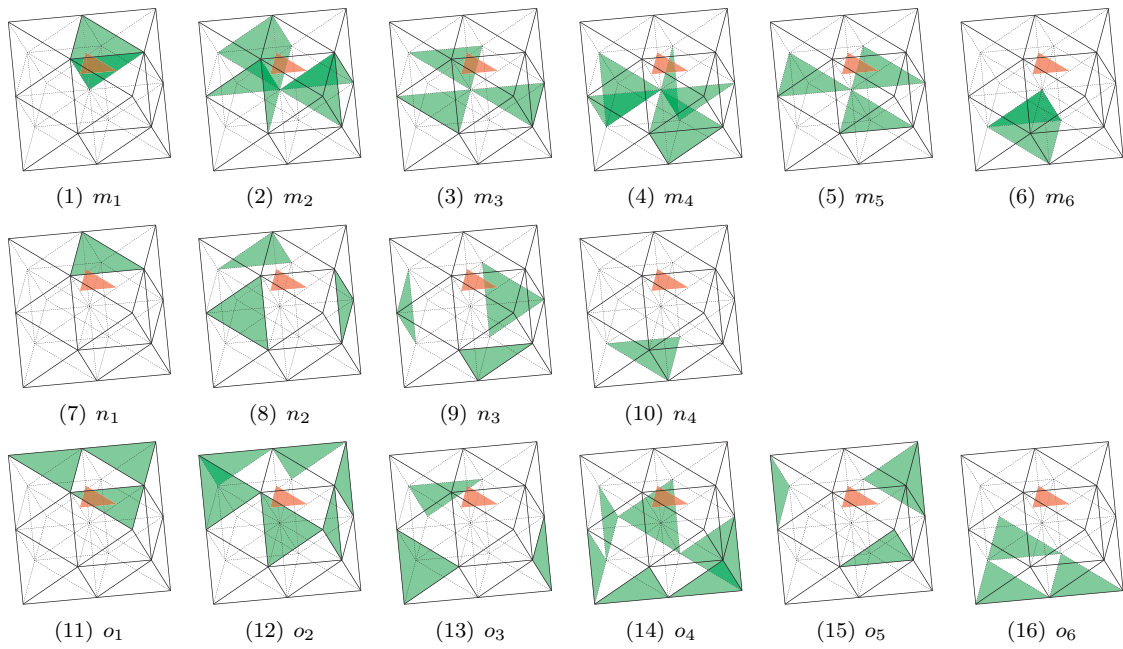 (1) m₁ (2) m₂ (3) m₃ (4) m₄ (5) m₅ (6) m₆
(7) n₁ (8) n₂ (9) n₃ (10) n₄
(11) o₁ (12) o₂ (13) o₃ (14) o₄ (15) o₅ (16) o₆